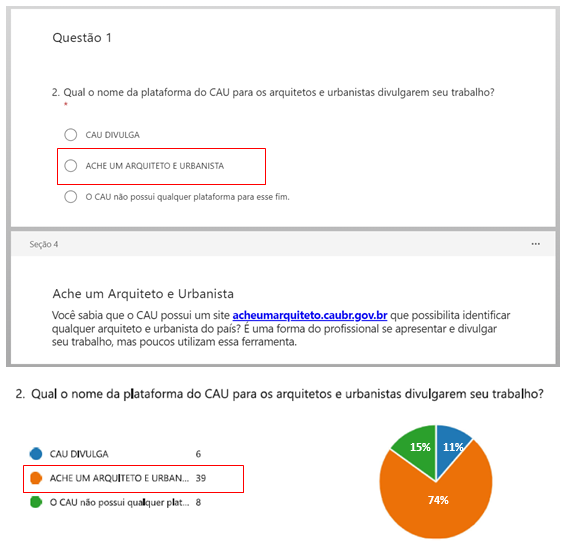 Questão 1
2. Qual o nome da plataforma do CAU para os arquitetos e urbanistas divulgarem seu trabalho?
*
CAU DIVULGA
ACHE UM ARQUITETO E URBANISTA
O CAU não possui qualquer plataforma para esse fim.
Seção 4
...
Ache um Arquiteto e Urbanista
Você sabia que o CAU possui um site acheumarquiteto.caubr.gov.br que possibilita identificar
qualquer arquiteto e urbanista do país? É uma forma do profissional se apresentar e divulgar
seu trabalho, mas poucos utilizam essa ferramenta.
2. Qual o nome da plataforma do CAU para os arquitetos e urbanistas divulgarem seu trabalho?
CAU DIVULGA 6
ACHE UM ARQUITETO E URBAN... 39
O CAU não possui qualquer plat... 8
15%
11%
74%